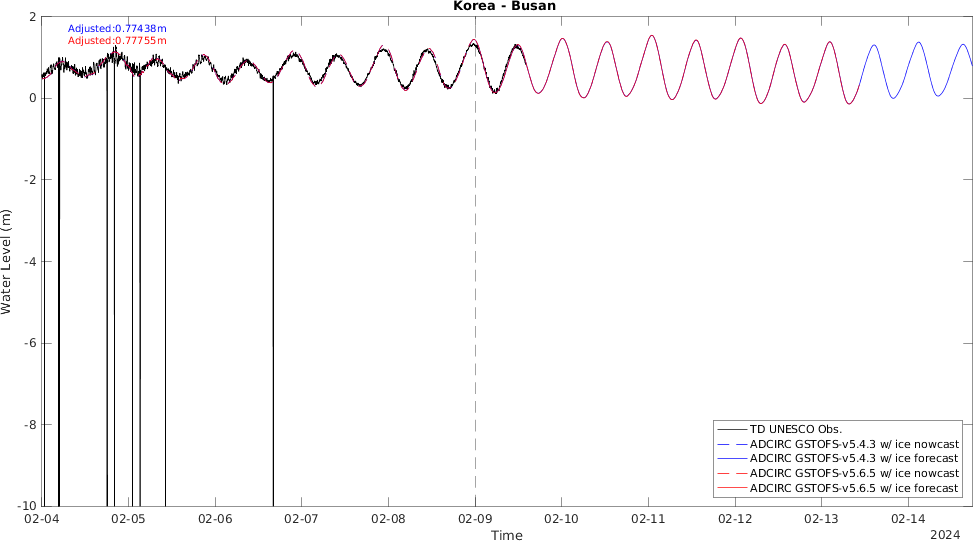 Korea - Busan
Adjusted:0.77438m
Adjusted:0.77755m
2
0
-2
-4
-6
-8
-10
Water Level (m)
TD UNESCO Obs.
ADCIRC GSTOFS-v5.4.3 w/ ice nowcast
ADCIRC GSTOFS-v5.4.3 w/ ice forecast
ADCIRC GSTOFS-v5.6.5 w/ ice nowcast
ADCIRC GSTOFS-v5.6.5 w/ ice forecast
02-04 02-05 02-06 02-07 02-08 02-09 02-10 02-11 02-12 02-13 02-14
Time
2024